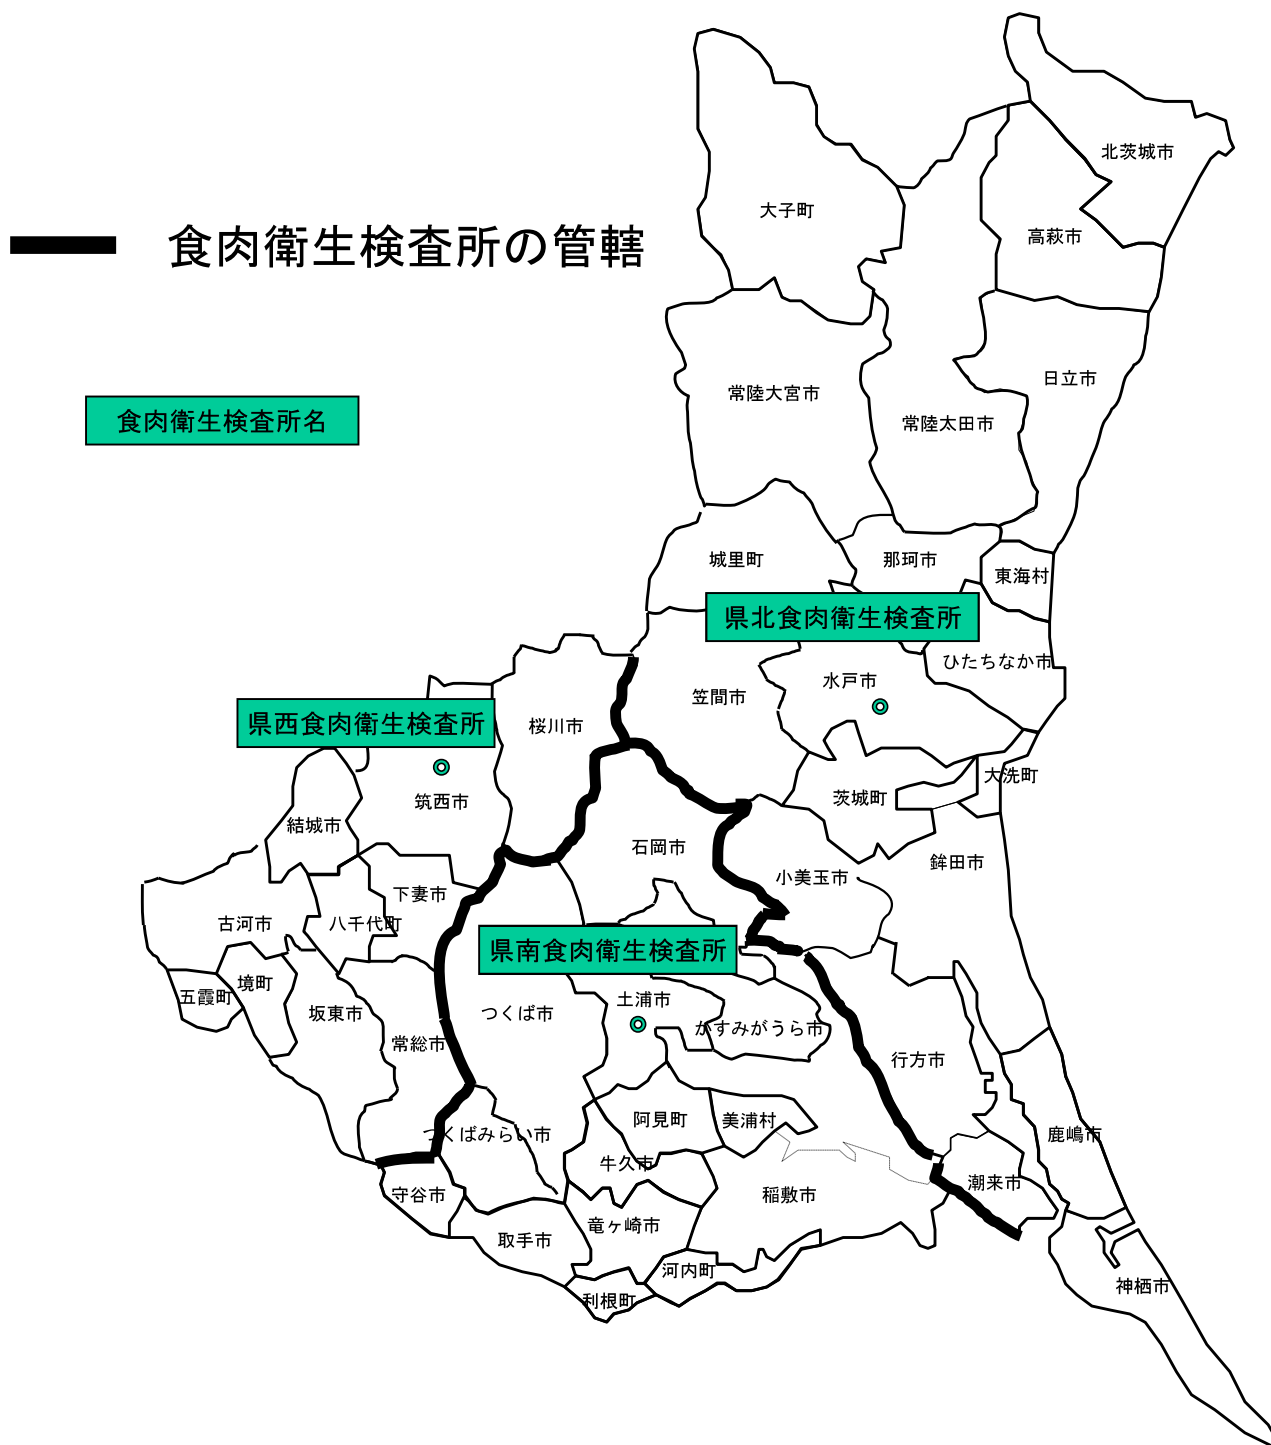 北茨城市
大子町
高萩市
食肉衛生検査所の管轄
日立市
常陸大宮市
食肉衛生検査所名
常陸太田市
城里町
那珂市
東海村
県北食肉衛生検査所
ひたちなか市
水戸市
笠間市
県西食肉衛生検査所
桜川市
大洗町
茨城町
筑西市
結城市
石岡市
鉾田市
小美玉市
下妻市
古河市
八千代町
県南食肉衛生検査所
境町
五霞町
土浦市
つくば市
坂東市
かすみがうら市
常総市
行方市
阿見町
美浦村
つくばみらい市
鹿嶋市
牛久市
潮来市
守谷市
稲敷市
竜ヶ崎市
取手市
河内町
神栖市
利根町